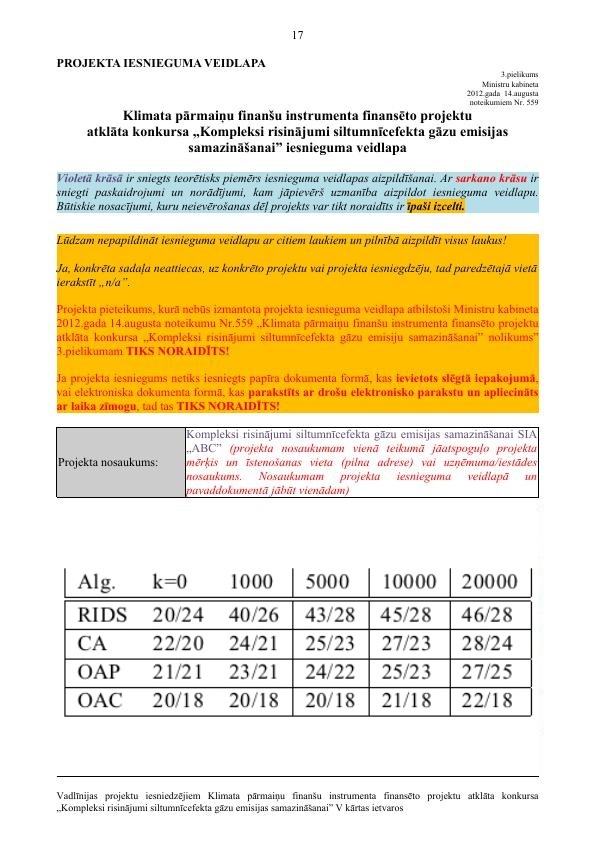 17
PROJEKTA IESNIEGUMA VEIDLAPA
3.pielikums
Ministru kabineta
2012.gada 14.augusta
noteikumiem Nr. 559
Klimata pārmaiņu finanšu instrumenta finansēto projektu
atklāta konkursa „Kompleksi risinājumi siltumnīcefekta gāzu emisijas
samazināšanai” iesnieguma veidlapa
Violetā krāsā ir sniegts teorētisks piemērs iesnieguma veidlapas aizpildīšanai. Ar sarkano krāsu ir
sniegti paskaidrojumi un norādījumi, kam jāpievērš uzmanība aizpildot iesnieguma veidlapu.
Būtiskie nosacījumi, kuru neievērošanas dēļ projekts var tikt noraidīts ir īpaši izcelti.
Lūdzam nepapildināt iesnieguma veidlapu ar citiem laukiem un pilnībā aizpildīt visus laukus!
Ja, konkrēta sadaļa neattiecas, uz konkrēto projektu vai projekta iesniegdzēju, tad paredzētajā vietā
ierakstīt „n/a”.
Projekta pieteikums, kurā nebūs izmantota projekta iesnieguma veidlapa atbilstoši Ministru kabineta
2012.gada 14.augusta noteikumu Nr.559 „Klimata pārmaiņu finanšu instrumenta finansēto projektu
atklāta konkursa „Kompleksi risinājumi siltumnīcefekta gāzu emisiju samazināšanai” nolikums”
3.pielikumam TIKS NORAIDĪTS!
Ja projekta iesniegums netiks iesniegts papīra dokumenta formā, kas ievietots slēgtā iepakojumā,
vai elektroniska dokumenta formā, kas parakstīts ar drošu elektronisko parakstu un apliecināts
ar laika zīmogu, tad tas TIKS NORAIDĪTS!
Projekta nosaukums:
Kompleksi risinājumi siltumnīcefekta gāzu emisijas samazināšanai SIA
„ABC” (projekta nosaukumam vienā teikumā jāatspoguļo projekta
mērķis un īstenošanas vieta (pilna adrese) vai uzņēmuma/iestādes
nosaukums. Nosaukumam projekta iesnieguma veidlapā un
pavaddokumentā jābūt vienādam)
Alg. k=0 1000 5000 10000 20000
RIDS 20/24 40/26 43/28 45/28 46/28
CA 22/20 24/21 25/23 27/23 28/24
OAP 21/21 23/21 24/22 25/23 27/25
OAC 20/18 20/18 20/18 21/18 22/18
Vadlīnijas projektu iesniedzējiem Klimata pārmaiņu finanšu instrumenta finansēto projektu atklāta konkursa
„Kompleksi risinājumi siltumnīcefekta gāzu emisijas samazināšanai” V kārtas ietvaros